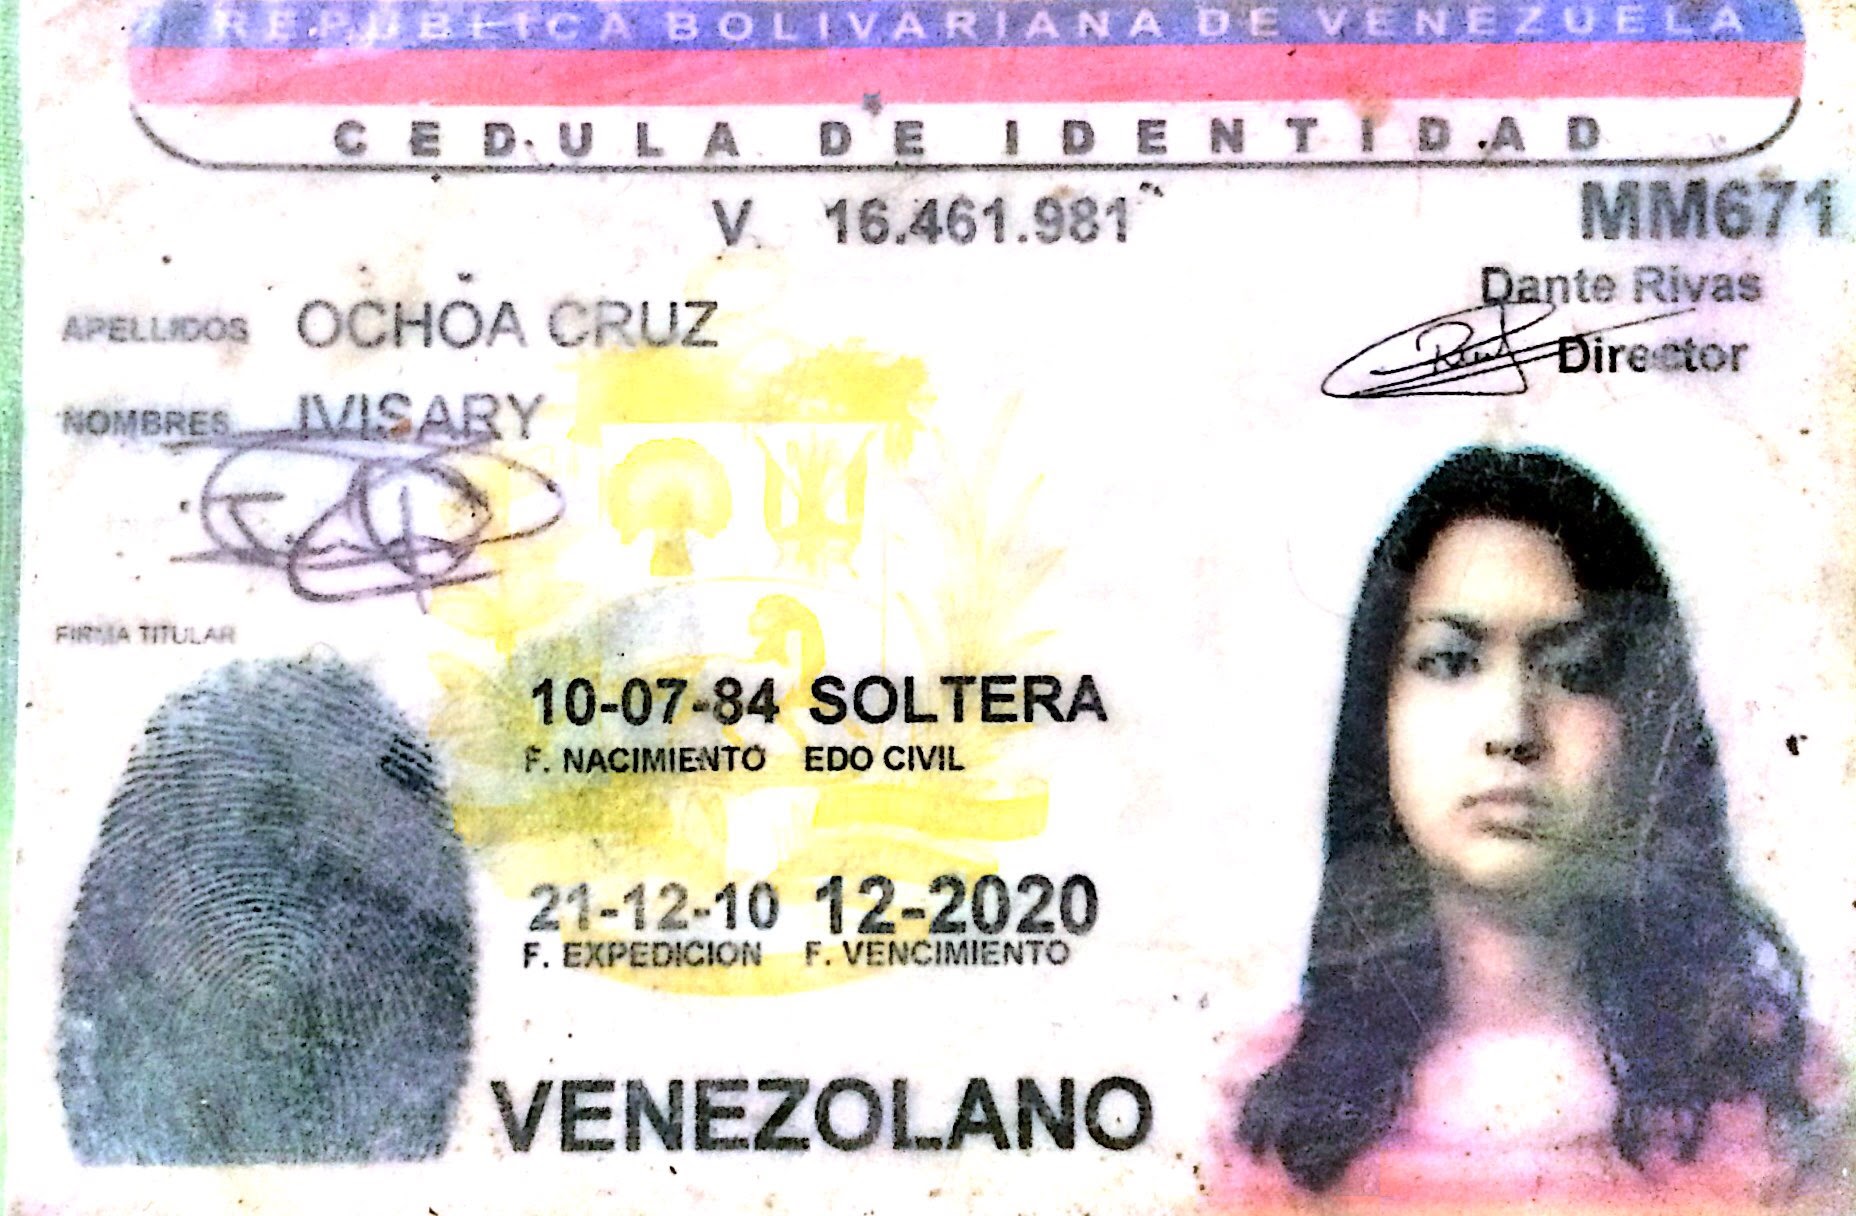 REPUBLICA BOLIVARIANA DE VENEZUELA
CEDULA DE IDENTIDAD
V 16.461.981
MM671
Dante Rivas
Director
APELLIDOS OCHOA CRUZ
NOMBRES IVISARY
FIRMA TITULAR
10-07-84 SOLTERA
F. NACIMIENTO EDO CIVIL
21-12-10 12-2020
F. EXPEDICION F. VENCIMIENTO
VENEZOLANO